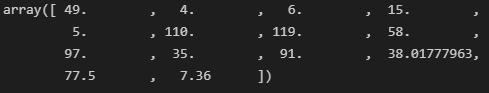 array([ 49.        ,   4.        ,   6.        ,  15.        ,
         5.        , 110.        , 119.        ,  58.        ,
        97.        ,  35.        ,  91.        ,  38.01777963,
        77.5       ,   7.36      ])